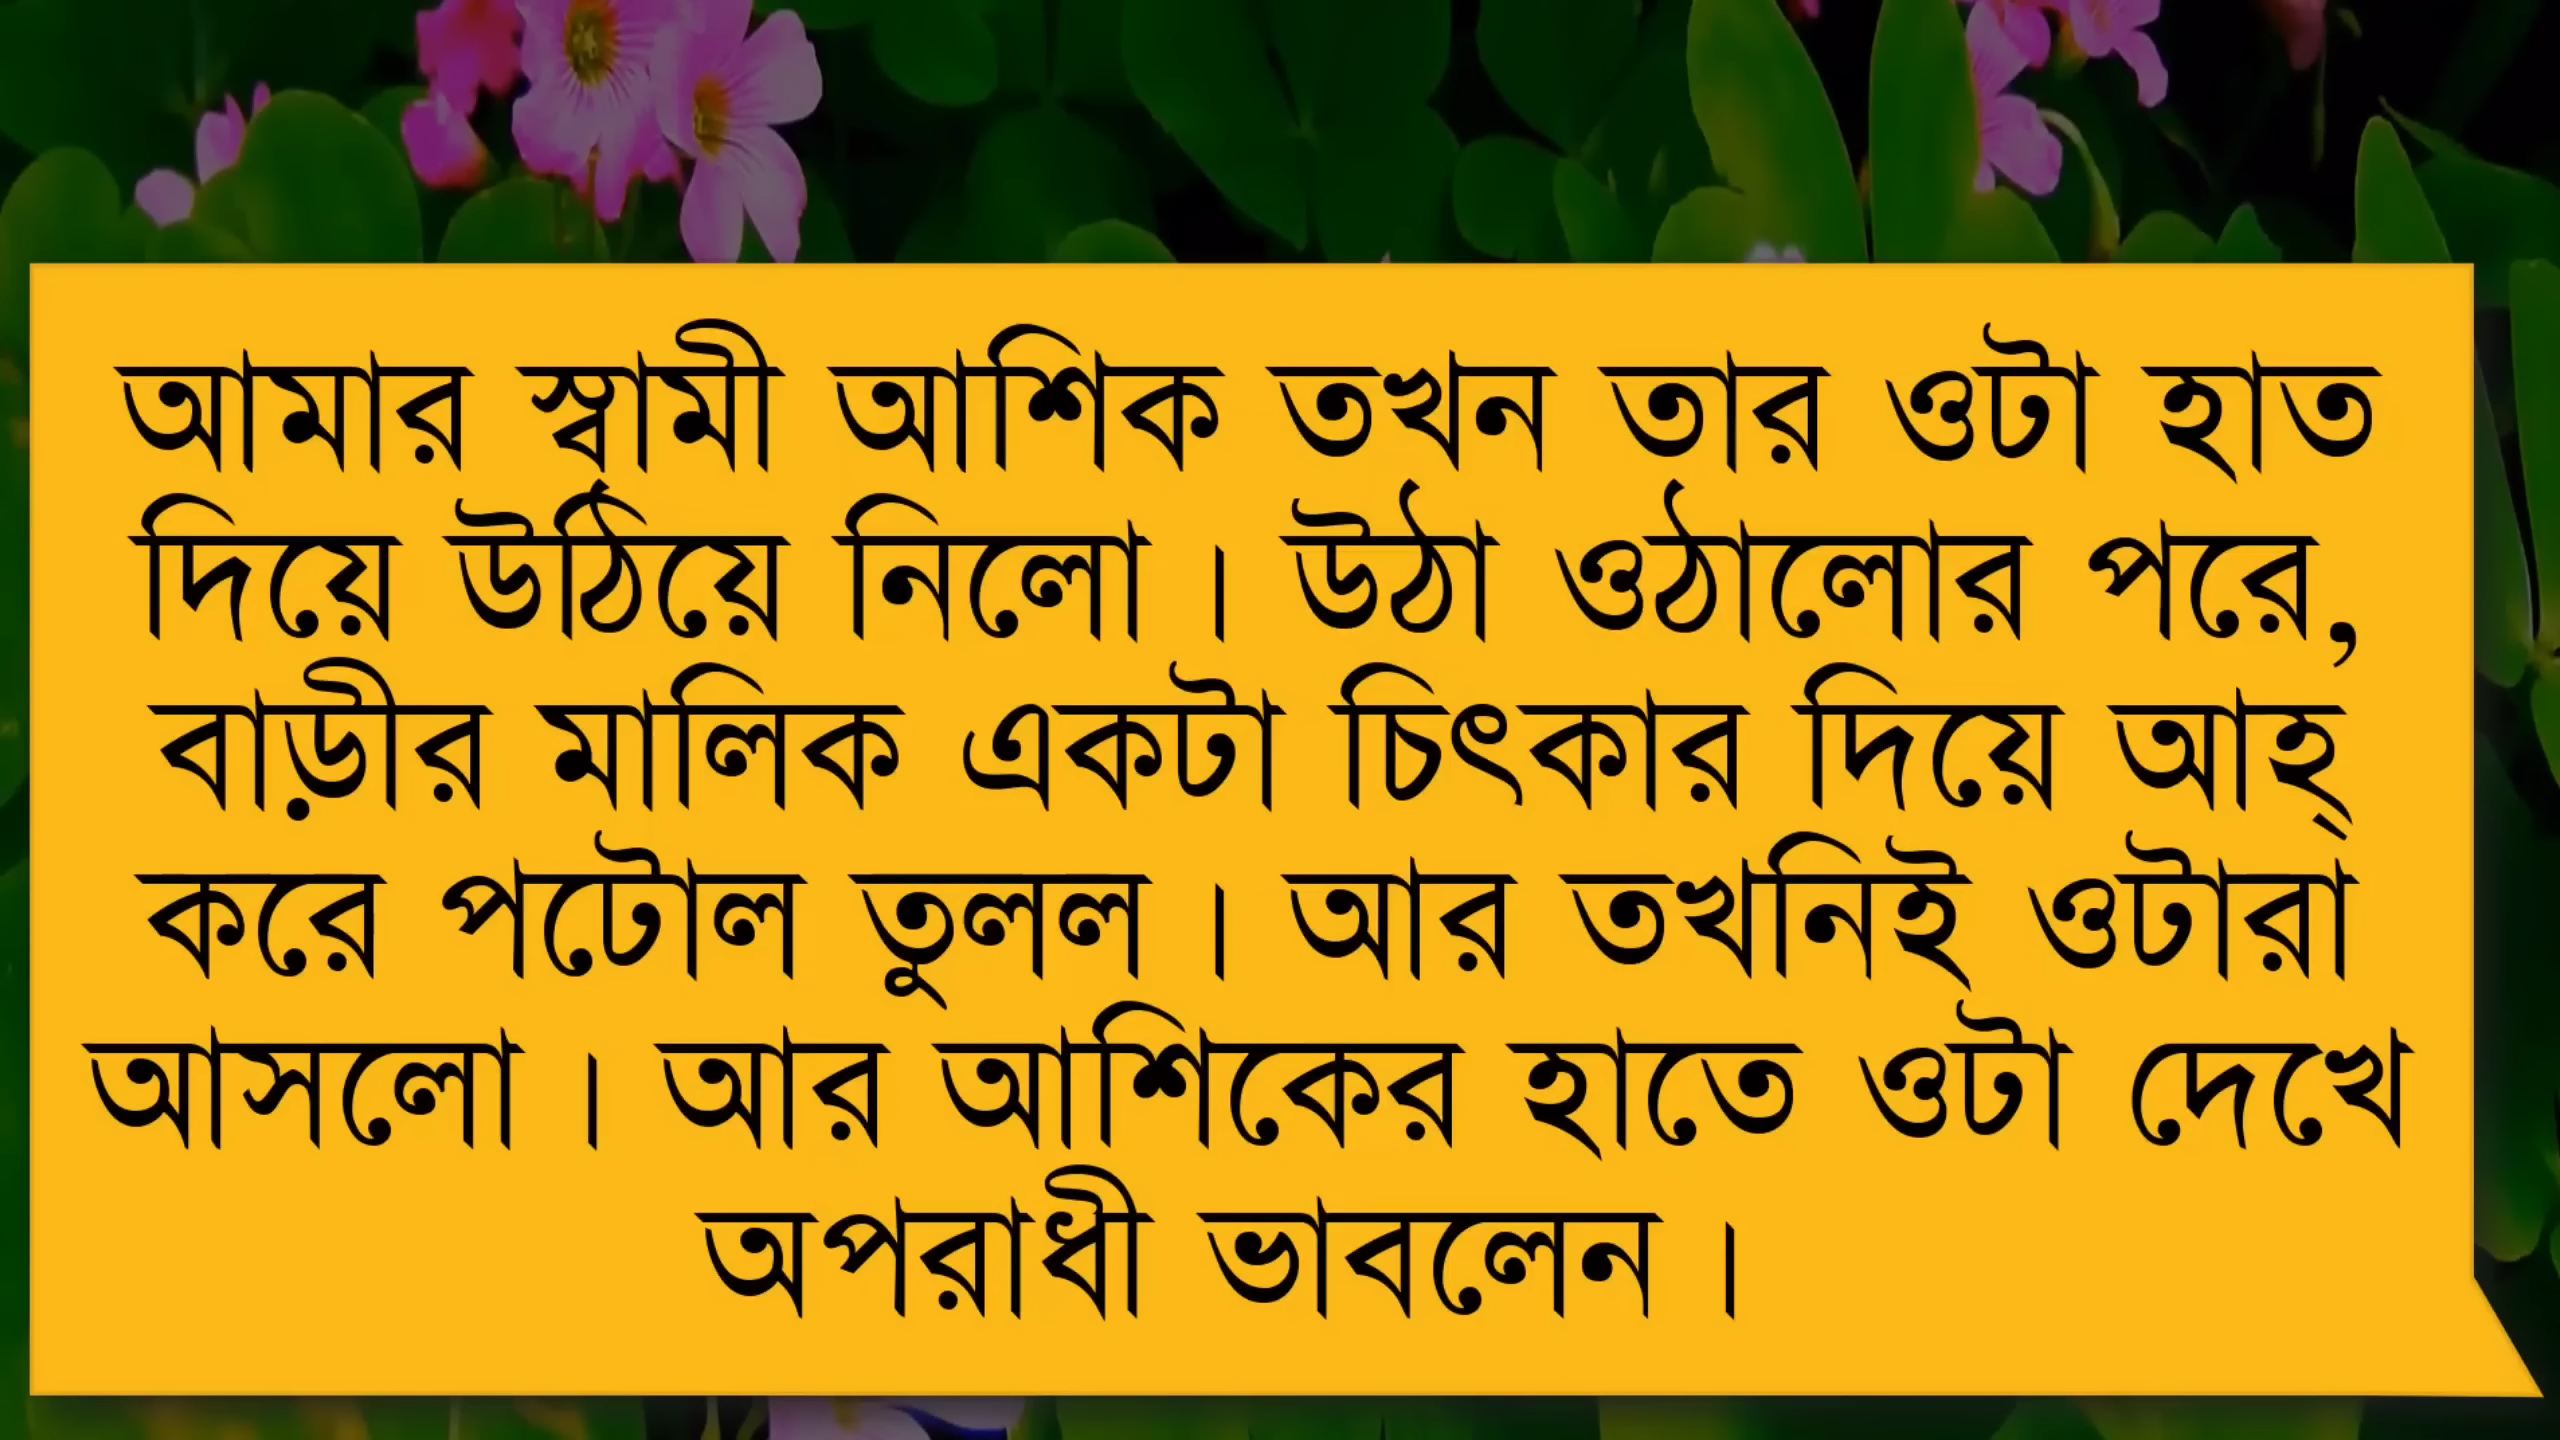 আমার স্বামী আশিক তখন তার ওটা হাত
দিয়ে উঠিয়ে নিলো । উঠা ওঠালোর পরে,
বাড়ীর মালিক একটা চিৎকার দিয়ে আহ্
করে পটোল তুলল । আর তখনিই ওটারা
আসলো । আর আশিকের হাতে ওটা দেখে
অপরাধী ভাবলেন ।